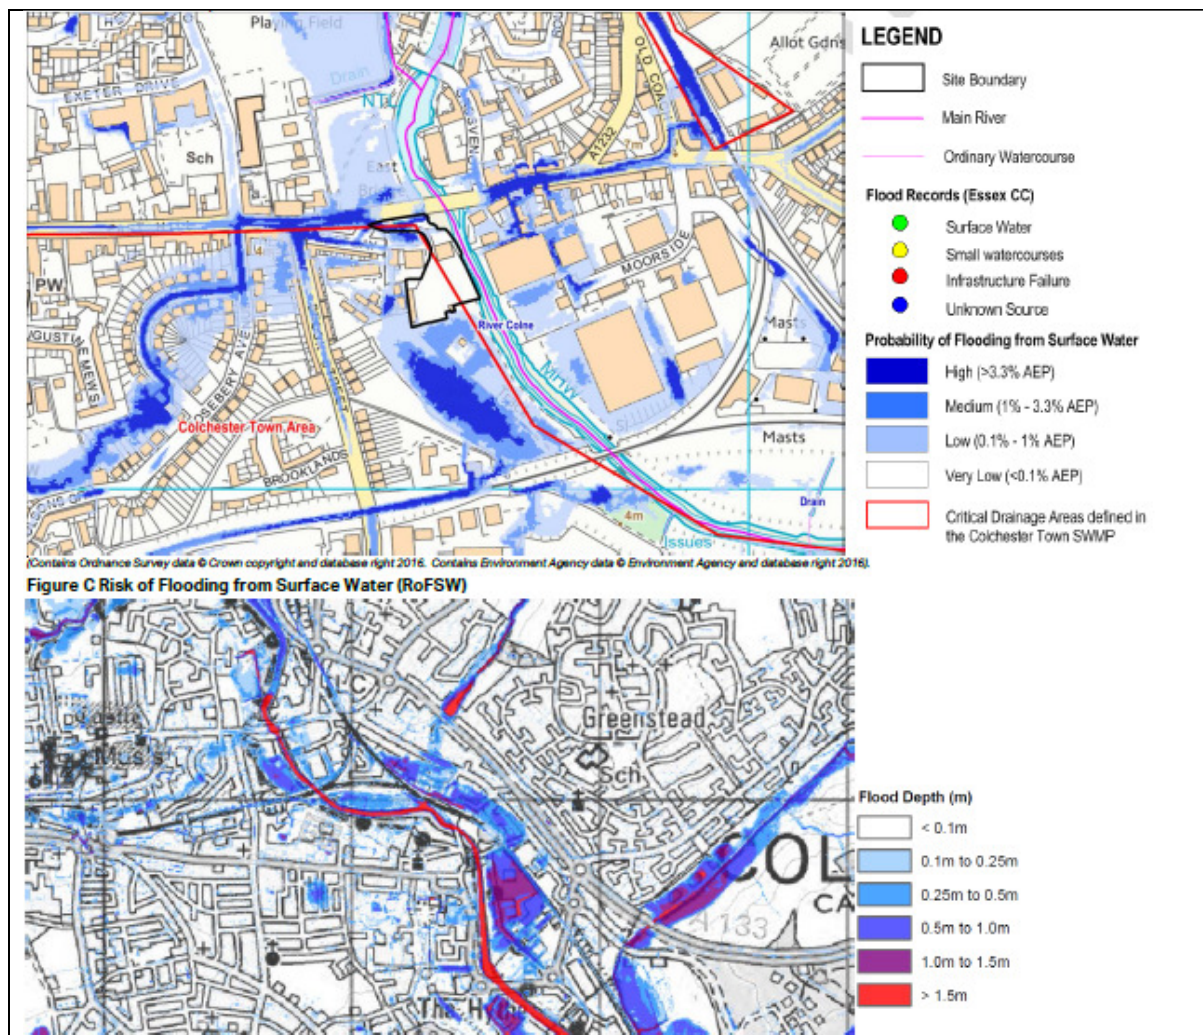 Playing Field
Drain
EXETER DRIVE
Sch
NTL
East
OLD COA
A1232
Allot Gdns
MOORSIDE
PW
River Colne
Masts
Masts
Colchester Town Area
BROOKLANDS
Drain
4m
Issues
LEGEND
Site Boundary
Main River
Ordinary Watercourse
Flood Records (Essex CC)
Surface Water
Small watercourses
Infrastructure Failure
Unknown Source
Probability of Flooding from Surface Water
High (>3.3% AEP)
Medium (1% - 3.3% AEP)
Low (0.1% - 1% AEP)
Very Low (<0.1% AEP)
Critical Drainage Areas defined in
the Colchester Town SWMP
(Contains Ordnance Survey data © Crown copyright and database right 2016. Contains Environment Agency data © Environment Agency and database right 2016).
Figure C Risk of Flooding from Surface Water (RoFSW)
Greenstead
Sch
COL
CA
A 133
Flood Depth (m)
< 0.1m
0.1m to 0.25m
0.25m to 0.5m
0.5m to 1.0m
1.0m to 1.5m
> 1.5m